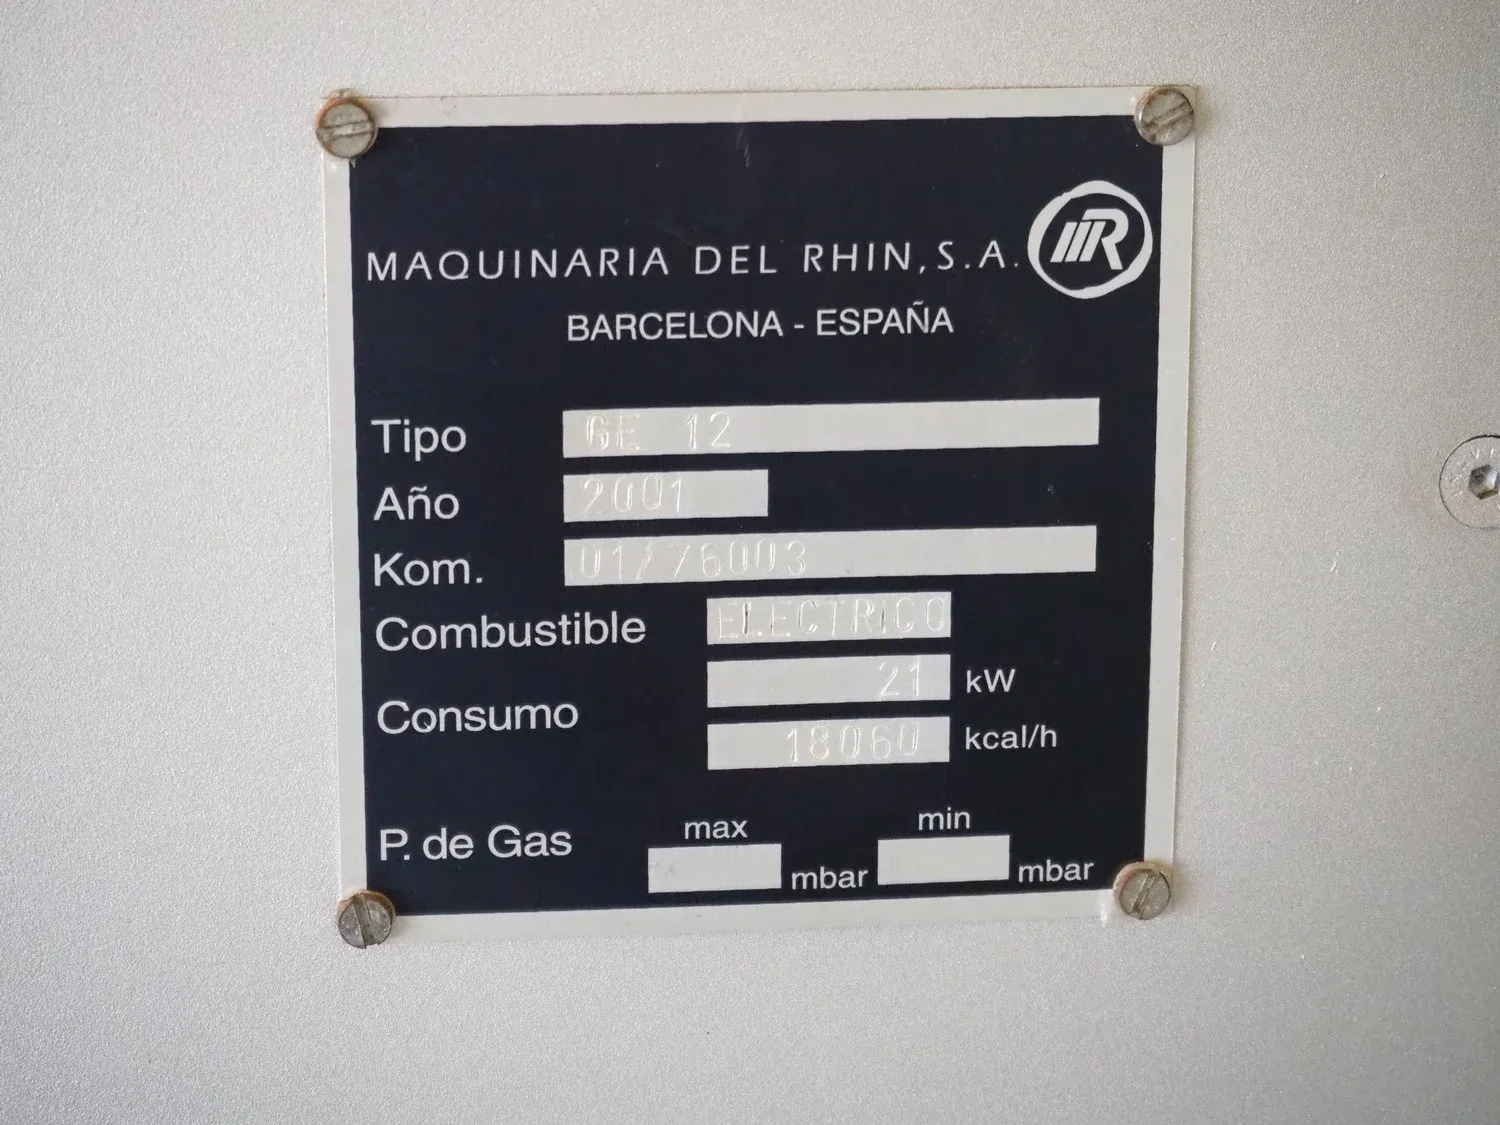 MAQUINARIA DEL RHIN, S.A. MR
BARCELONA - ESPAÑA
Tipo GE 12
Año 2001
Kom. 01/76003
Combustible ELECTRICO
Consumo 21 kW
18060 kcal/h
P. de Gas max mbar min mbar